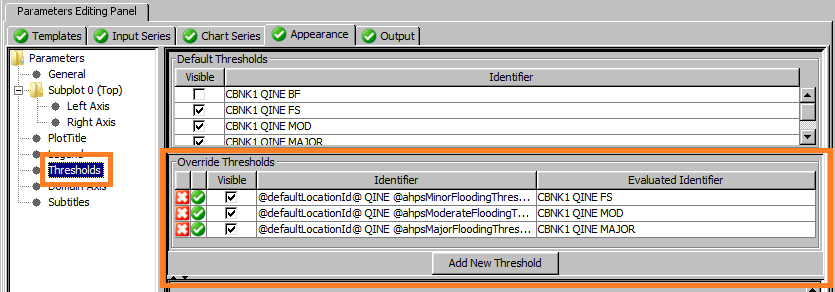 Parameters Editing Panel
Templates Input Series Chart Series Appearance Output
Parameters
General
Subplot 0 (Top)
Left Axis
Right Axis
PlotTitle
Legend
Thresholds
Domain Axis
Subtitles
Default Thresholds
Visible Identifier
CBNK1 QINE BF
CBNK1 QINE FS
CBNK1 QINE MOD
CBNK1 QINE MAJOR
Override Thresholds
Visible Identifier Evaluated Identifier
@defaultLocationId@ QINE @ahpsMinorFloodingThres... CBNK1 QINE FS
@defaultLocationId@ QINE @ahpsModerateFloodingT... CBNK1 QINE MOD
@defaultLocationId@ QINE @ahpsMajorFloodingThres... CBNK1 QINE MAJOR
Add New Threshold